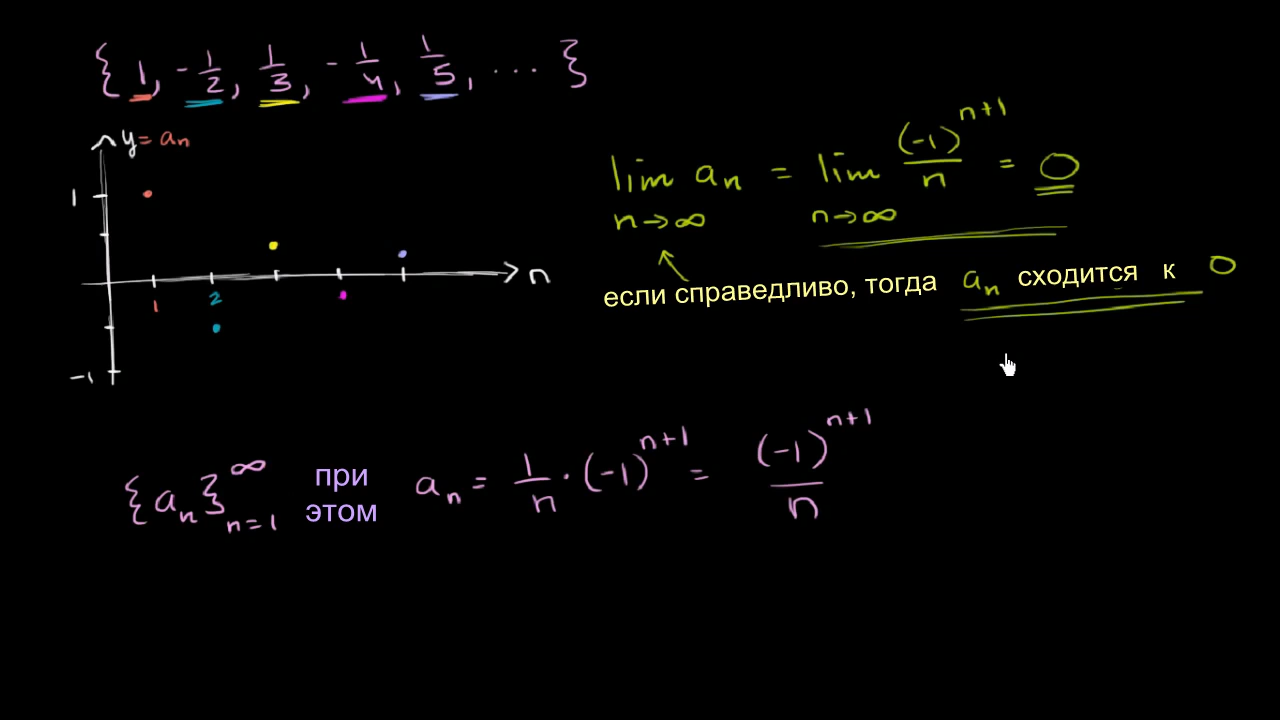 { 1, -1/2, 1/3, -1/4, 1/5, ... }
y = aₙ
1
-1
1 2
n
lim aₙ = lim (-1)ⁿ⁺¹/n = 0
n→∞ n→∞
если справедливо, тогда aₙ сходится к 0
{aₙ}ₙ₌₁^∞ при этом aₙ = 1/n · (-1)ⁿ⁺¹ = (-1)ⁿ⁺¹/n